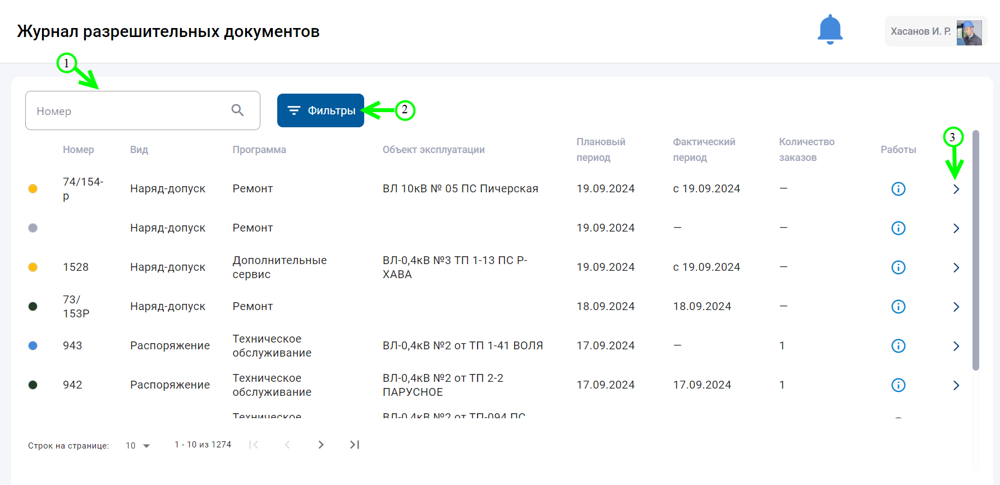 Журнал разрешительных документов
Хасанов И. Р.
1
Номер
Фильтры
2
3
Номер Вид Программа Объект эксплуатации Плановый период Фактический период Количество заказов Работы
74/154-
р
Наряд-допуск Ремонт ВЛ 10кВ № 05 ПС Пичерская 19.09.2024 с 19.09.2024 —
Наряд-допуск Ремонт 19.09.2024 — —
1528 Наряд-допуск
Дополнительные
сервис
ВЛ-0,4кВ №3 ТП 1-13 ПС Р-
ХАВА
19.09.2024 с 19.09.2024 —
73/
153Р
Наряд-допуск Ремонт 18.09.2024 18.09.2024 —
943 Распоряжение
Техническое
обслуживание
ВЛ-0,4кВ №2 от ТП 1-41 ВОЛЯ 17.09.2024 — 1
942 Распоряжение
Техническое
обслуживание
ВЛ-0,4кВ №2 от ТП 2-2
ПАРУСНОЕ
17.09.2024 17.09.2024 1
Техническое
ВЛ-0,4кВ №2 от ТП-094 ПС
Строк на странице: 10 1 - 10 из 1274